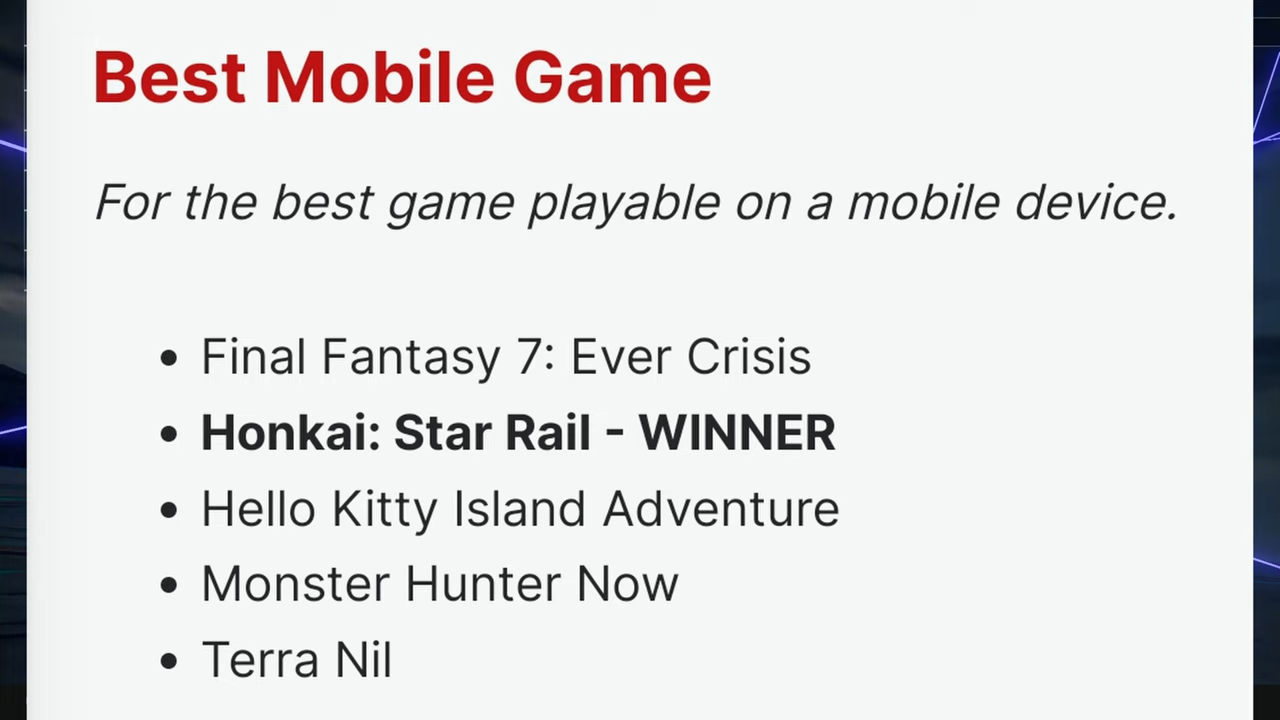 Best Mobile Game
For the best game playable on a mobile device.
• Final Fantasy 7: Ever Crisis
• Honkai: Star Rail - WINNER
• Hello Kitty Island Adventure
• Monster Hunter Now
• Terra Nil